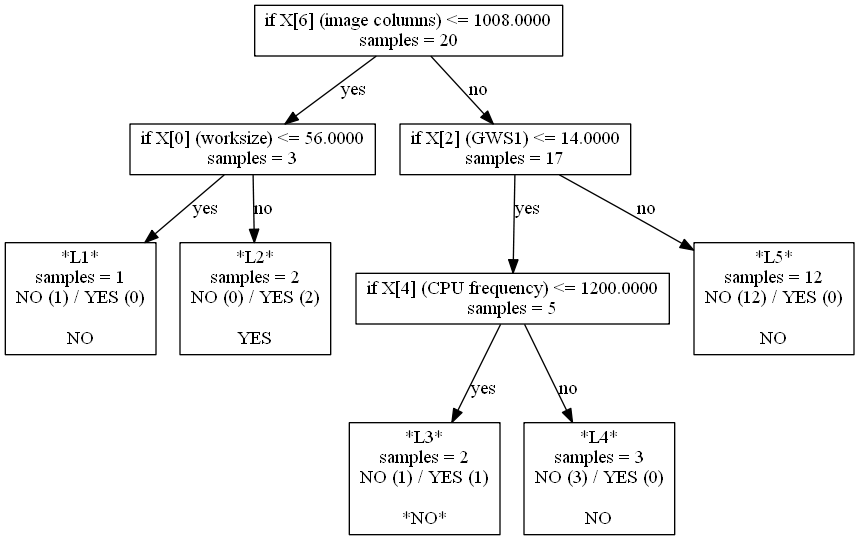 if X[6] (image columns) <= 1008.0000
samples = 20
yes
no
if X[0] (worksize) <= 56.0000
samples = 3
if X[2] (GWS1) <= 14.0000
samples = 17
yes
no
yes
no
*L1*
samples = 1
NO (1) / YES (0)
NO
*L2*
samples = 2
NO (0) / YES (2)
YES
if X[4] (CPU frequency) <= 1200.0000
samples = 5
*L5*
samples = 12
NO (12) / YES (0)
NO
yes
no
*L3*
samples = 2
NO (1) / YES (1)
*NO*
*L4*
samples = 3
NO (3) / YES (0)
NO